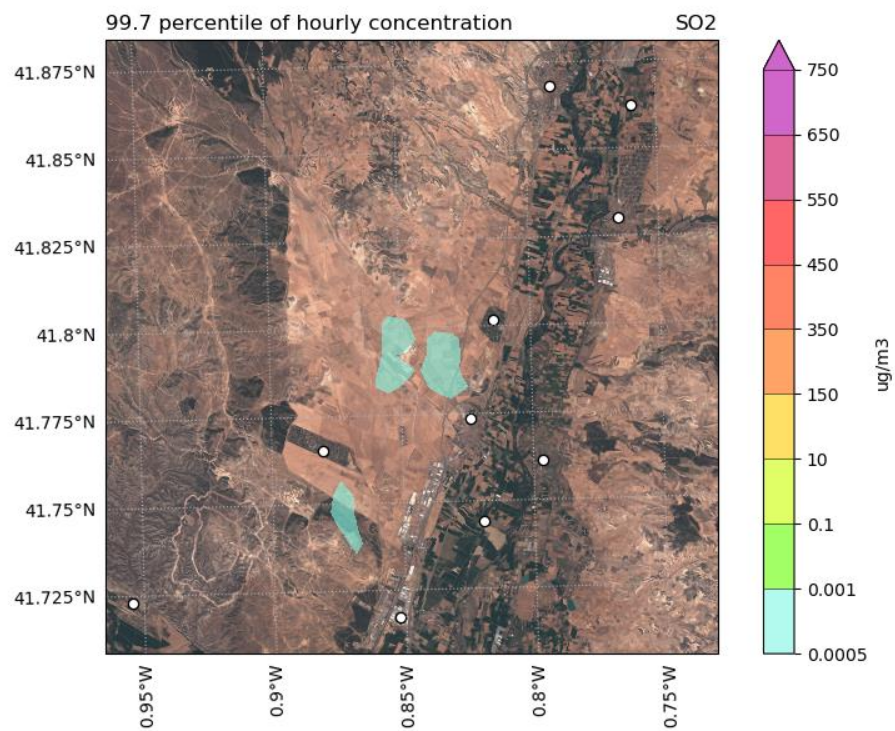 99.7 percentile of hourly concentration SO2
41.875°N
41.85°N
41.825°N
41.8°N
41.775°N
41.75°N
41.725°N
0.95°W
0.9°W
0.85°W
0.8°W
0.75°W
750
650
550
450
350
150
10
0.1
0.001
0.0005
ug/m3